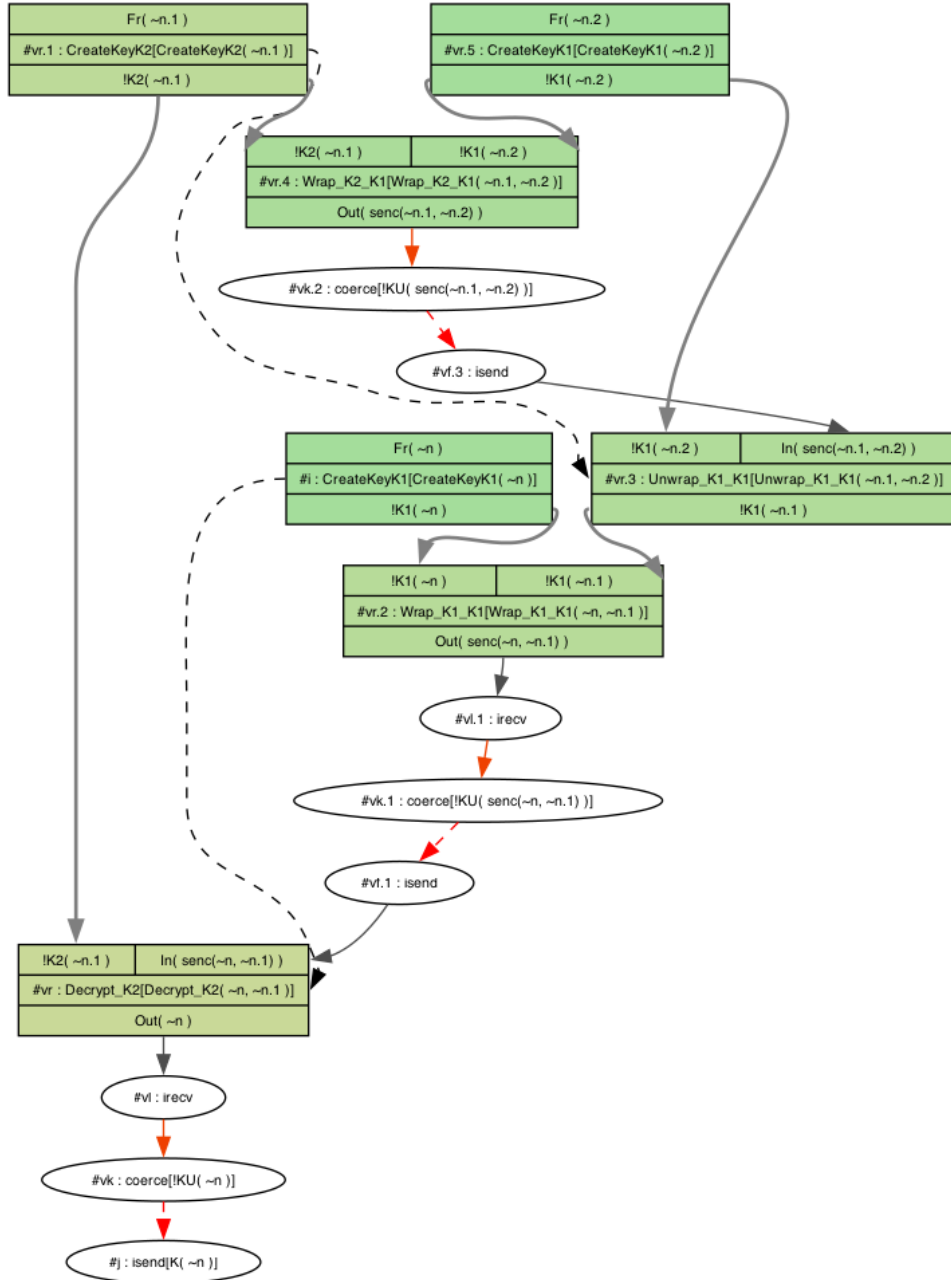 Fr( ~n.1 )
#vr.1 : CreateKeyK2[CreateKeyK2( ~n.1 )]
!K2( ~n.1 )
Fr( ~n.2 )
#vr.5 : CreateKeyK1[CreateKeyK1( ~n.2 )]
!K1( ~n.2 )
!K2( ~n.1 ) !K1( ~n.2 )
#vr.4 : Wrap_K2_K1[Wrap_K2_K1( ~n.1, ~n.2 )]
Out( senc(~n.1, ~n.2) )
#vk.2 : coerce[!KU( senc(~n.1, ~n.2) )]
#vf.3 : isend
!K1( ~n.2 ) In( senc(~n.1, ~n.2) )
#vr.3 : Unwrap_K1_K1[Unwrap_K1_K1( ~n.1, ~n.2 )]
!K1( ~n.1 )
Fr( ~n )
#i : CreateKeyK1[CreateKeyK1( ~n )]
!K1( ~n )
!K1( ~n ) !K1( ~n.1 )
#vr.2 : Wrap_K1_K1[Wrap_K1_K1( ~n, ~n.1 )]
Out( senc(~n, ~n.1) )
#vl.1 : irecv
#vk.1 : coerce[!KU( senc(~n, ~n.1) )]
#vf.1 : isend
!K2( ~n.1 ) In( senc(~n, ~n.1) )
#vr : Decrypt_K2[Decrypt_K2( ~n, ~n.1 )]
Out( ~n )
#vl : irecv
#vk : coerce[!KU( ~n )]
#j : isend[K( ~n )]